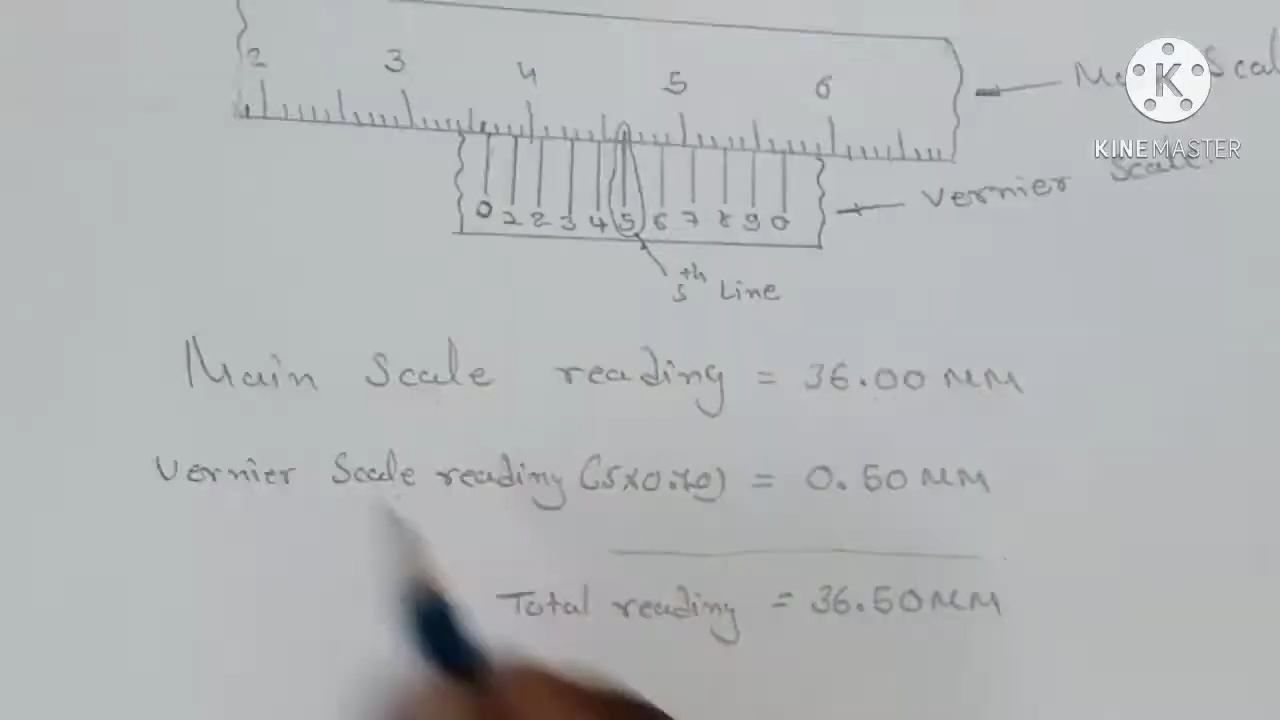 2 3 4 5 6
K
KINEMASTER
0 1 2 3 4 5 6 7 8 9 0
Vernier Scale.
5th Line
Main Scale reading = 36.00 MM
Vernier Scale reading (5x0.10) = 0.50 MM
Total reading = 36.50 MM